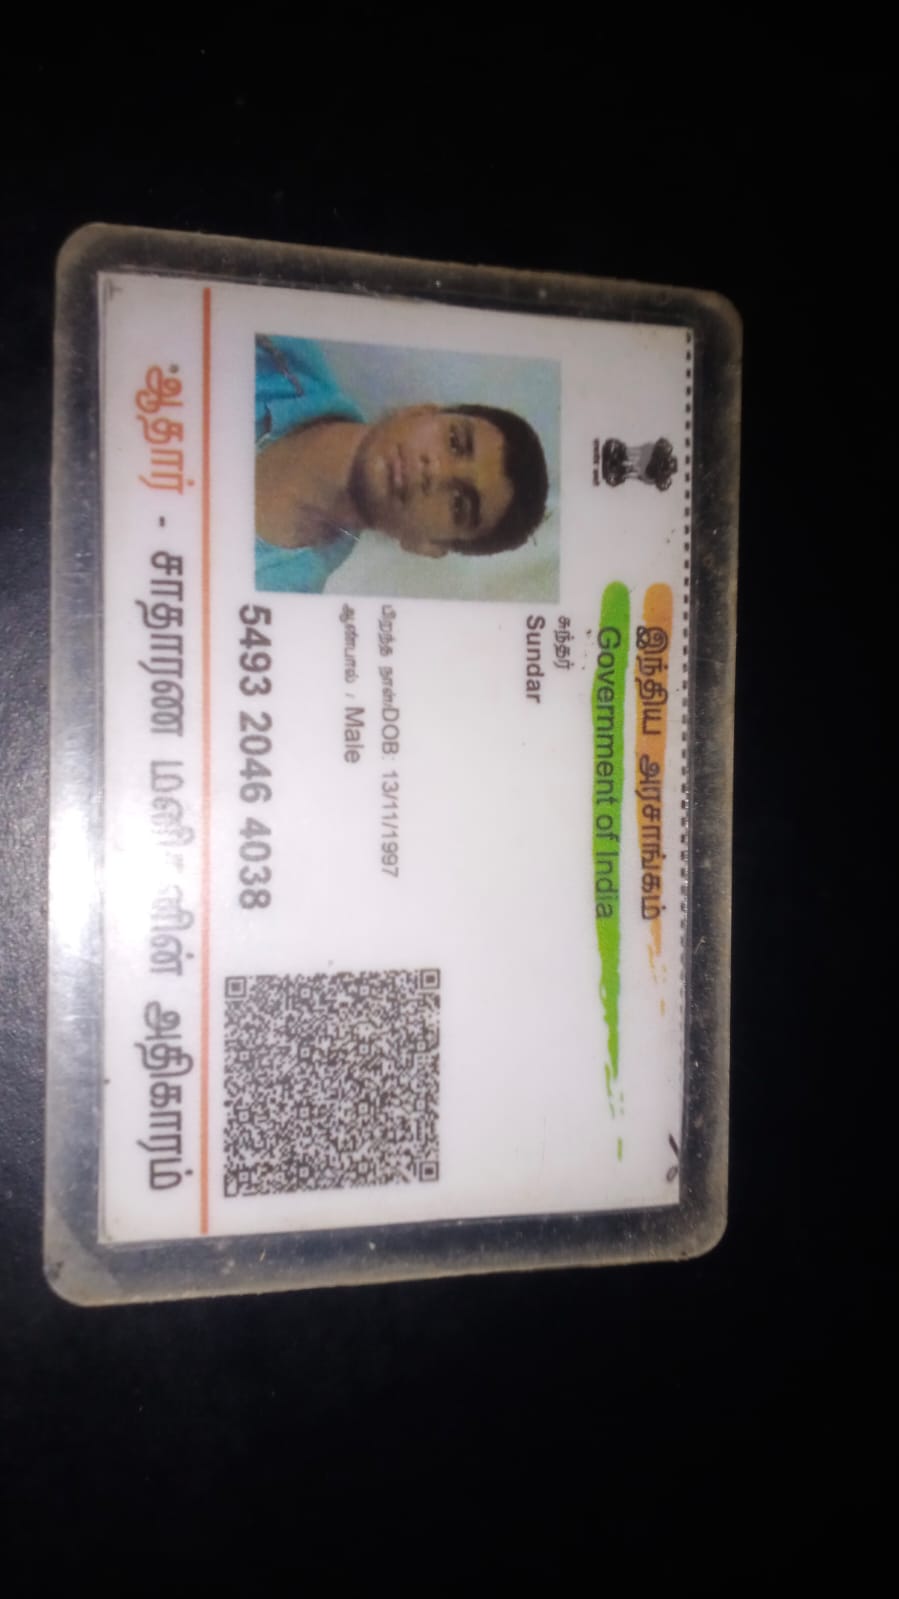 இந்திய அரசாங்கம்
Government of India
சுந்தர்
Sundar
பிறந்த நாள்DOB: 13/11/1997
ஆண்பால் / Male
5493 2046 4038
ஆதார் - சாதாரண மனிதனின் அதிகாரம்